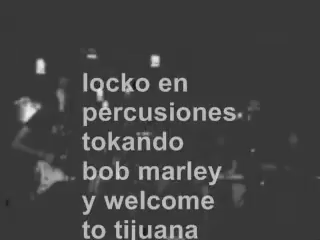 locko en
percusiones
tokando
bob marley
y welcome
to tijuana